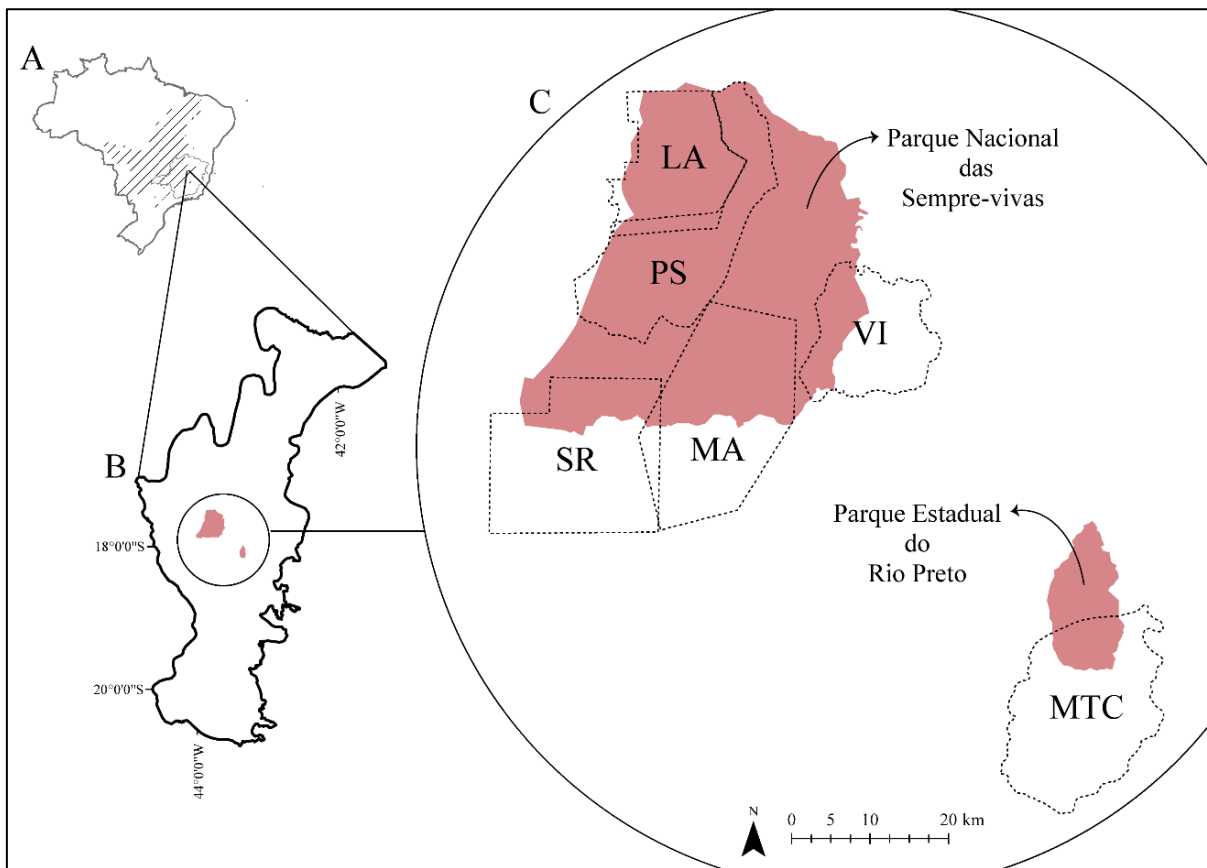 A
B
42°0'0"W
18°0'0"S
20°0'0"S
44°0'0"W
C
LA
PS
VI
SR
MA
Parque Nacional
das
Sempre-vivas
Parque Estadual
do
Rio Preto
MTC
N
0 5 10 20 km